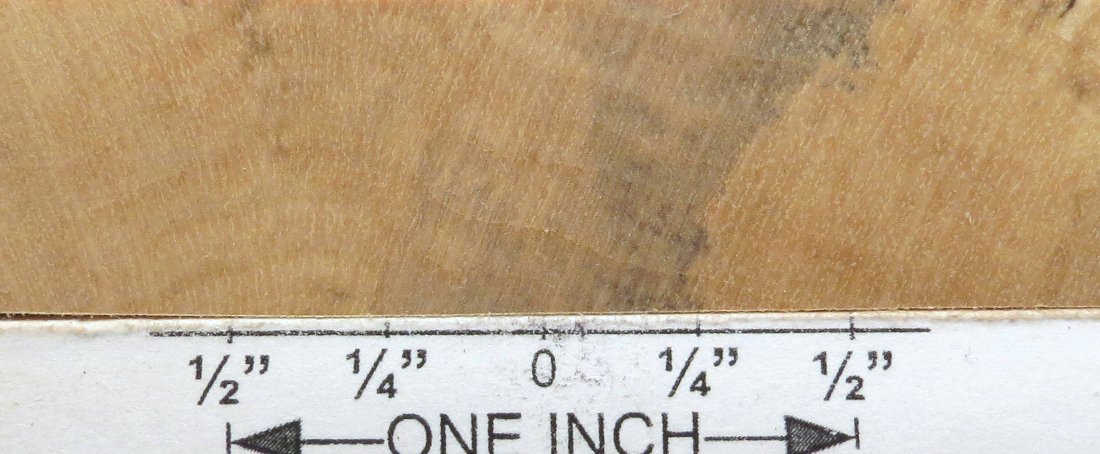 ½” ¼” 0 ¼” ½”
ONE INCH